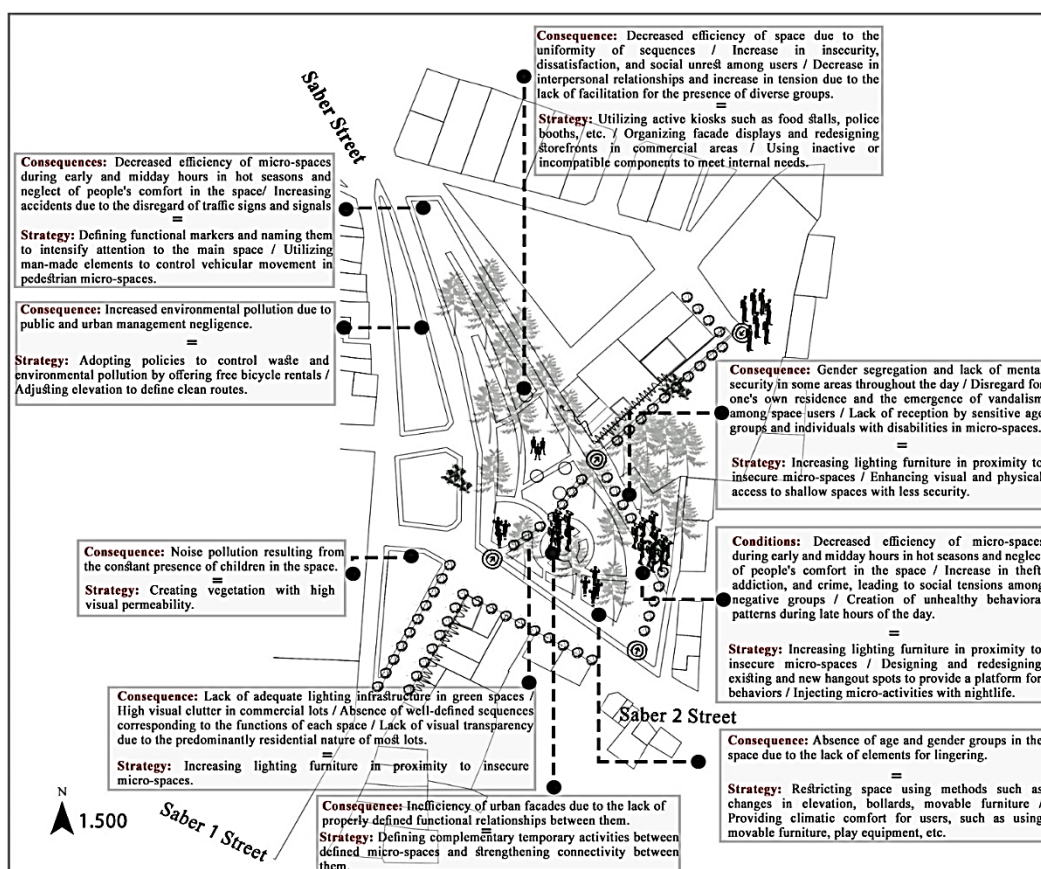 Consequence: Decreased efficiency of space due to the
uniformity of sequences / Increase in insecurity,
dissatisfaction, and social unrest among users / Decrease in
interpersonal relationships and increase in tension due to the
lack of facilitation for the presence of diverse groups.
=
Strategy: Utilizing active kiosks such as food stalls, police
booths, etc. / Organizing facade displays and redesigning
storefronts in commercial areas / Using inactive or
incompatible components to meet internal needs.
Saber Street
Consequences: Decreased efficiency of micro-spaces
during early and midday hours in hot seasons and
neglect of people's comfort in the space/ Increasing
accidents due to the disregard of traffic signs and signals
=
Strategy: Defining functional markers and naming them
to intensify attention to the main space / Utilizing
man-made elements to control vehicular movement in
pedestrian micro-spaces.
Consequence: Increased environmental pollution due to
public and urban management negligence.
=
Strategy: Adopting policies to control waste and
environmental pollution by offering free bicycle rentals /
Adjusting elevation to define clean routes.
Consequence: Gender segregation and lack of menta
security in some areas throughout the day / Disregard for
one's own residence and the emergence of vandalism
among space users / Lack of reception by sensitive age
groups and individuals with disabilities in micro-spaces.
=
Strategy: Increasing lighting furniture in proximity to
insecure micro-spaces / Enhancing visual and physical
access to shallow spaces with less security.
Consequence: Noise pollution resulting from
the constant presence of children in the space.
=
Strategy: Creating vegetation with high
visual permeability.
Conditions: Decreased efficiency of micro-spaces
during early and midday hours in hot seasons and neglec
of people's comfort in the space / Increase in theft
addiction, and crime, leading to social tensions among
negative groups / Creation of unhealthy behaviora
patterns during late hours of the day.
=
Strategy: Increasing lighting furniture in proximity to
insecure micro-spaces / Designing and redesigning
existing and new hangout spots to provide a platform for
behaviors / Injecting micro-activities with nightlife.
Consequence: Lack of adequate lighting infrastructure in green spaces /
High visual clutter in commercial lots / Absence of well-defined sequences
corresponding to the functions of each space / Lack of visual transparency
due to the predominantly residential nature of most lots.
=
Strategy: Increasing lighting furniture in proximity to insecure
micro-spaces.
Saber 2 Street
Consequence: Absence of age and gender groups in the
space due to the lack of elements for lingering.
=
Strategy: Restricting space using methods such as
changes in elevation, bollards, movable furniture /
Providing climatic comfort for users, such as using
movable furniture, play equipment, etc.
Consequence: Inefficiency of urban facades due to the lack of
properly defined functional relationships between them.
=
Strategy: Defining complementary temporary activities between
defined micro-spaces and strengthening connectivity between
them.
N
1.500
Saber 1 Street